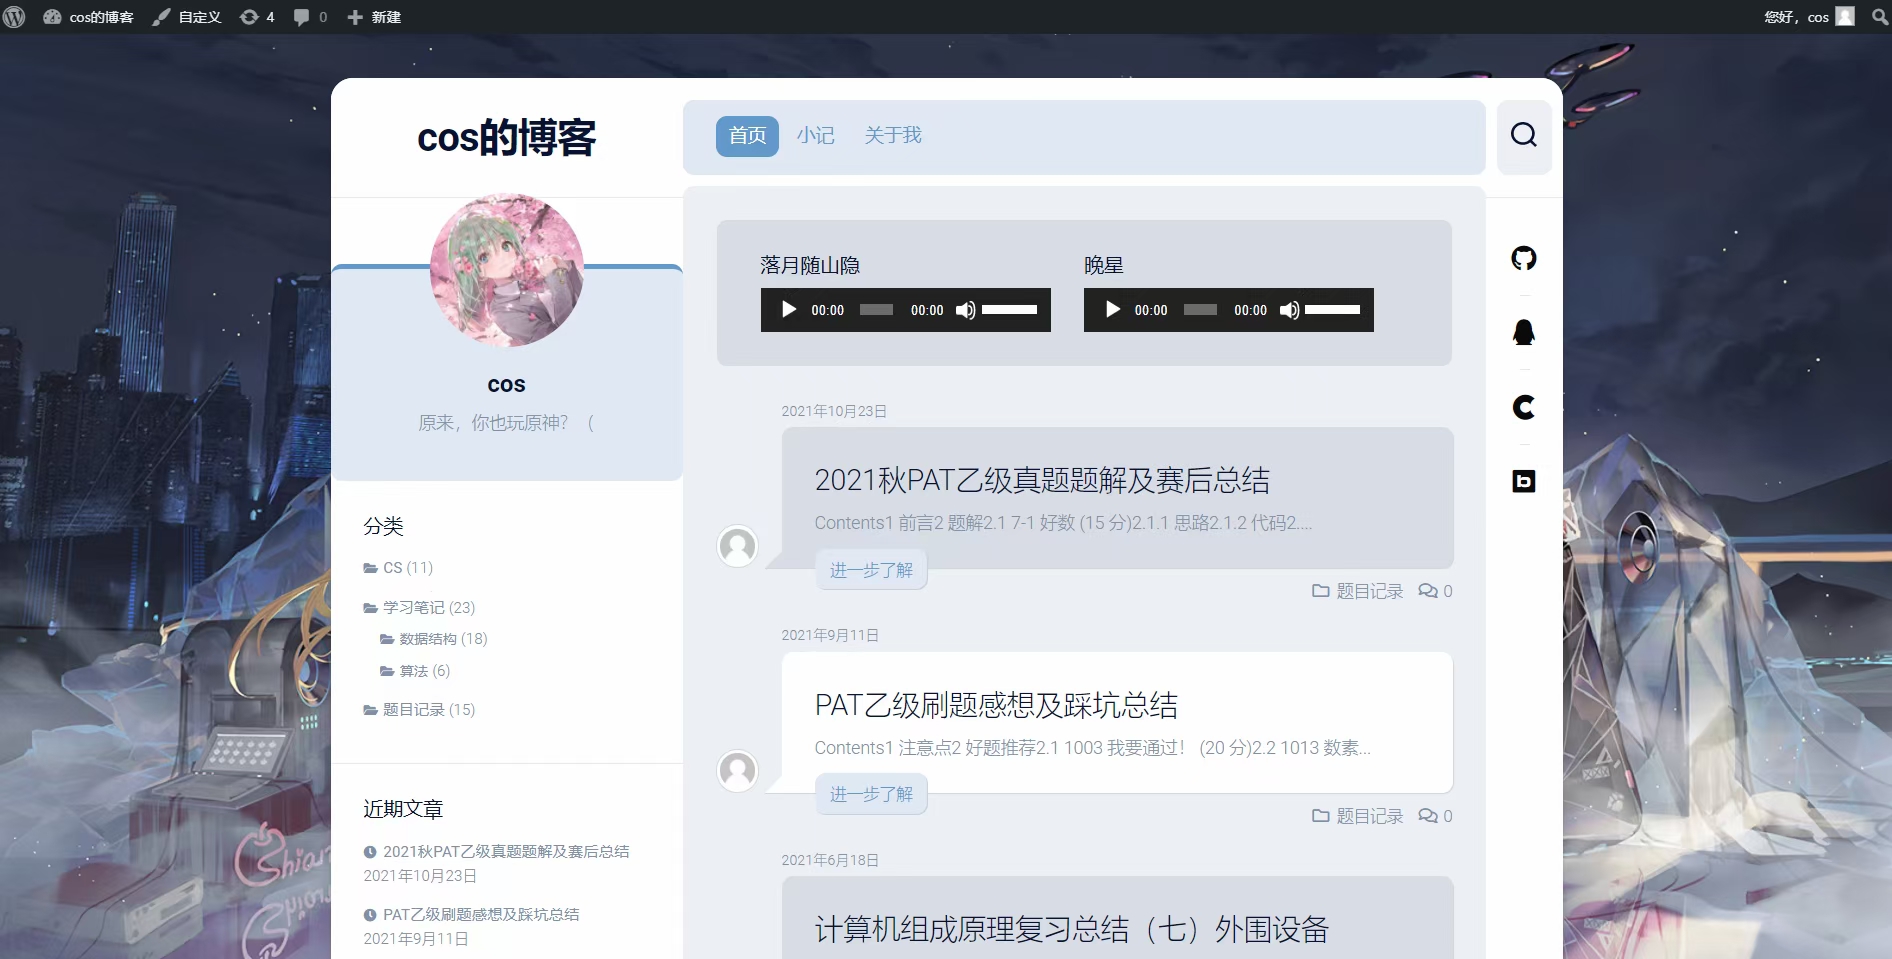 cos的博客 自定义 4 0 新建 您好，cos
cos的博客
首页 小记 关于我
cos
原来，你也玩原神？（
分类
CS (11)
学习笔记 (23)
数据结构 (18)
算法 (6)
题目记录 (15)
近期文章
2021秋PAT乙级真题题解及赛后总结
2021年10月23日
PAT乙级刷题感想及踩坑总结
2021年9月11日
落月随山隐 晚星
00:00 00:00 00:00 00:00
2021年10月23日
2021秋PAT乙级真题题解及赛后总结
Contents1 前言2 题解2.1 7-1 好数 (15 分)2.1.1 思路2.1.2 代码2....
进一步了解
题目记录 0
2021年9月11日
PAT乙级刷题感想及踩坑总结
Contents1 注意点2 好题推荐2.1 1003 我要通过！ (20 分)2.2 1013 数素...
进一步了解
题目记录 0
2021年6月18日
计算机组成原理复习总结（七）外围设备